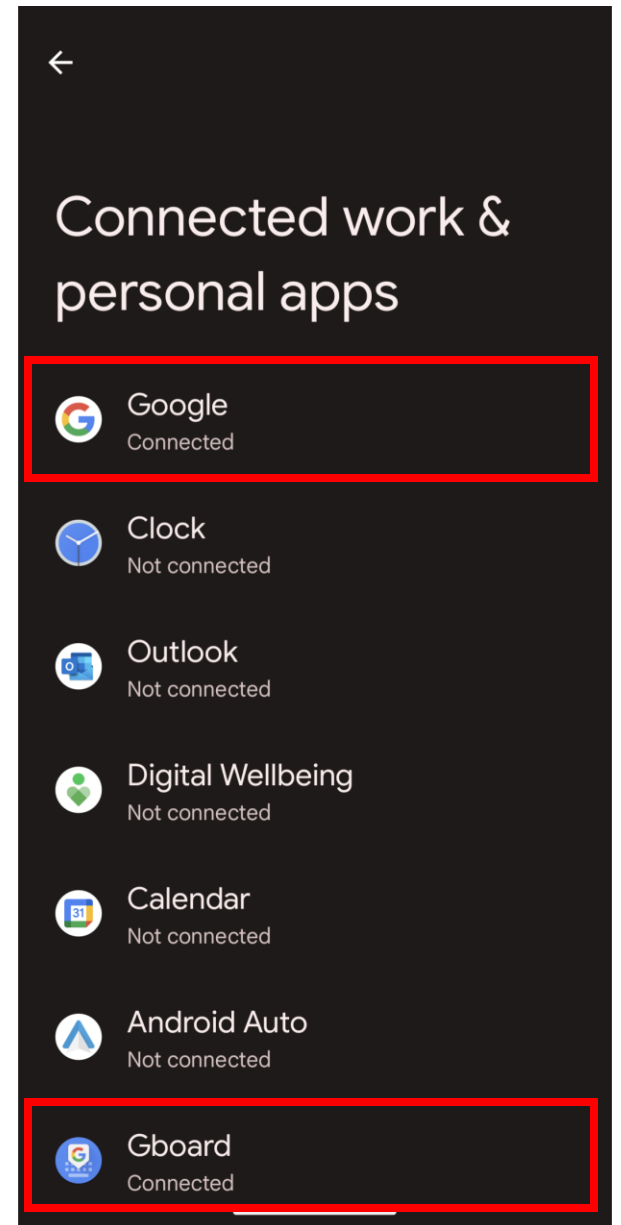 Connected work &
personal apps
Google
Connected
Clock
Not connected
Outlook
Not connected
Digital Wellbeing
Not connected
Calendar
Not connected
Android Auto
Not connected
Gboard
Connected